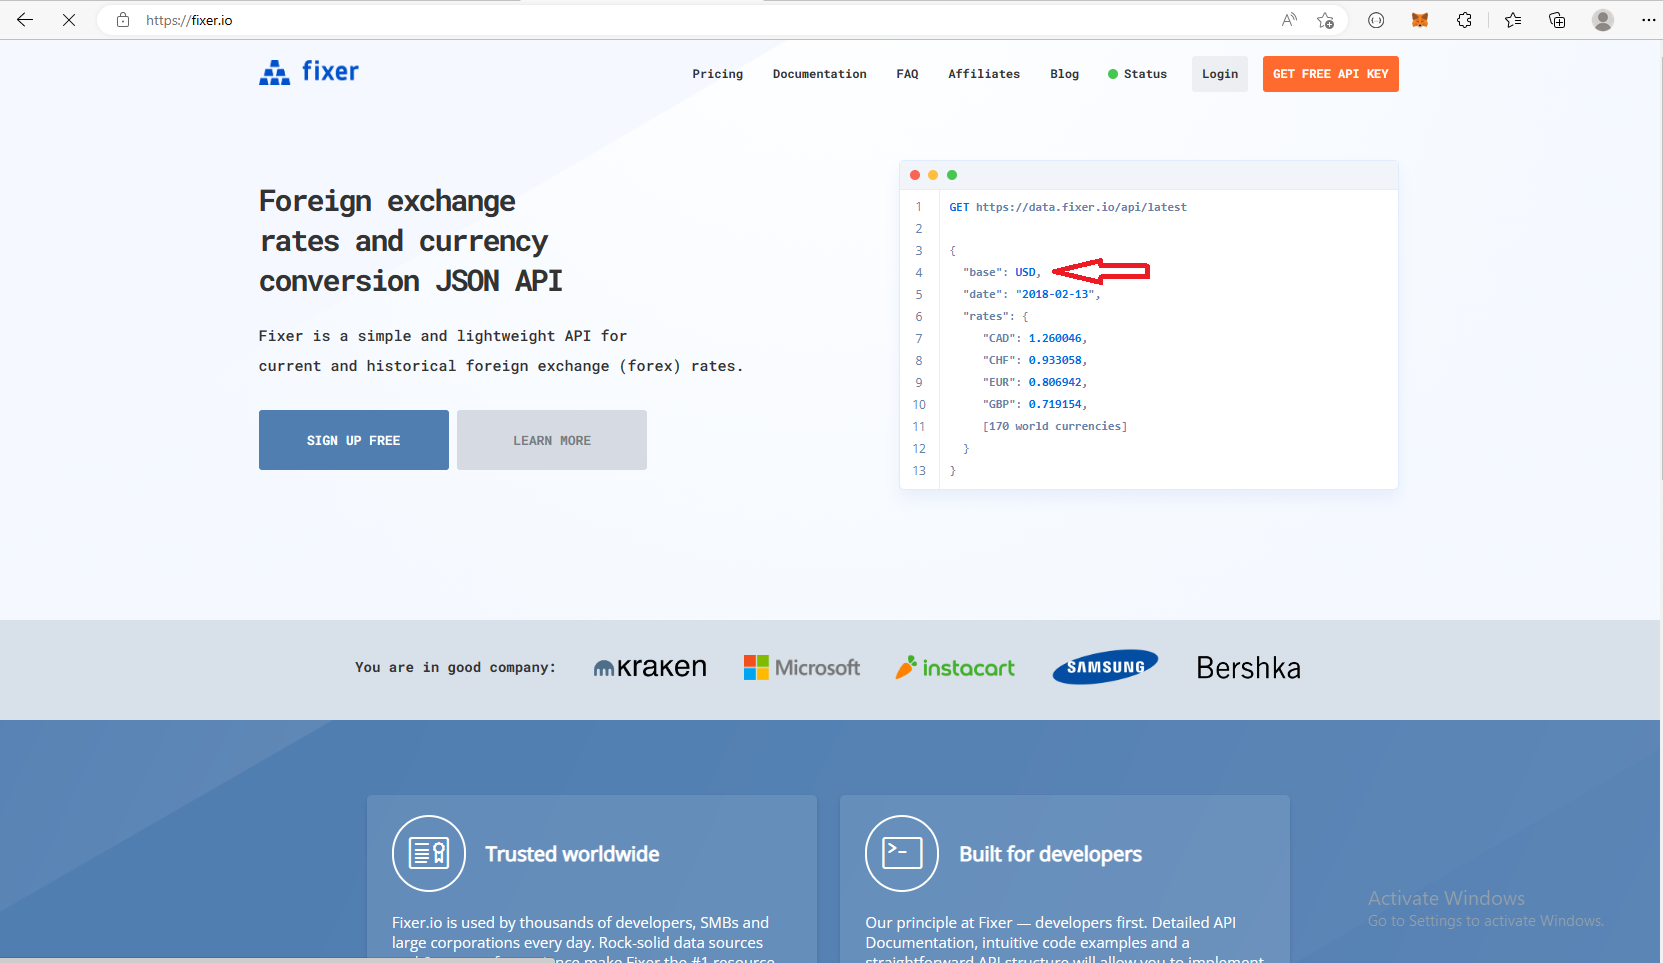 https://fixer.io
fixer
Pricing Documentation FAQ Affiliates Blog Status Login GET FREE API KEY
Foreign exchange
rates and currency
conversion JSON API
Fixer is a simple and lightweight API for
current and historical foreign exchange (forex) rates.
SIGN UP FREE LEARN MORE
1 GET https://data.fixer.io/api/latest
2
3 {
4 "base": USD,
5 "date": "2018-02-13",
6 "rates": {
7 "CAD": 1.260046,
8 "CHF": 0.933058,
9 "EUR": 0.806942,
10 "GBP": 0.719154,
11 [170 world currencies]
12 }
13 }
You are in good company: kraken Microsoft instacart SAMSUNG Bershka
Trusted worldwide
Fixer.io is used by thousands of developers, SMBs and
large corporations every day. Rock-solid data sources
make Fixer the #1 resource
Built for developers
Our principle at Fixer — developers first. Detailed API
Documentation, intuitive code examples and a
straightforward API structure will allow you to implement
Activate Windows
Go to Settings to activate Windows.